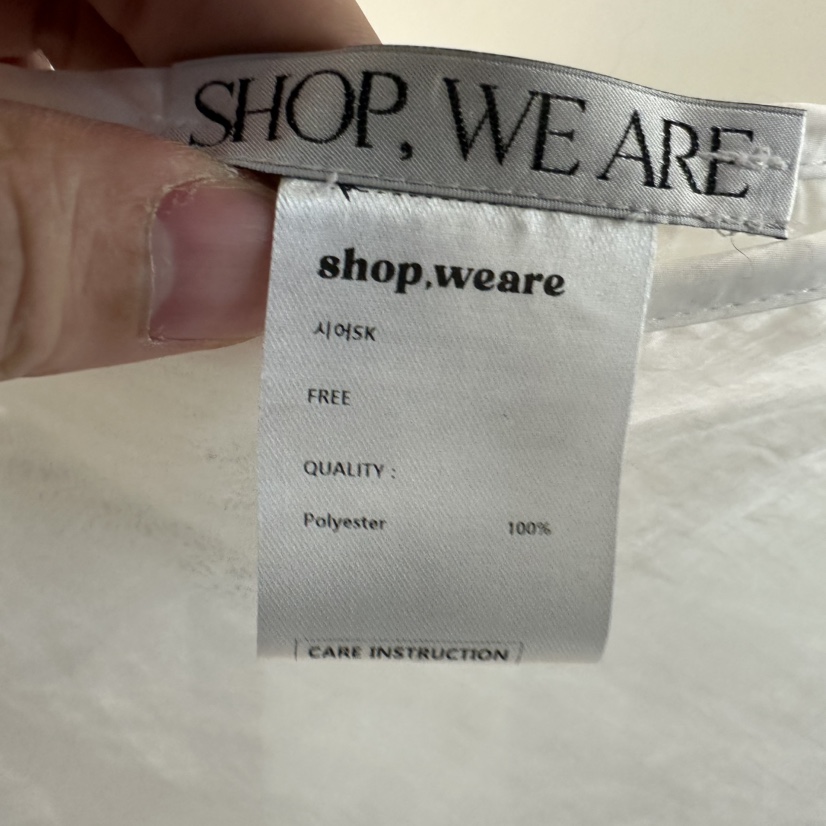 SHOP, WE ARE
shop,weare
시어SK
FREE
QUALITY :
Polyester 100%
CARE INSTRUCTION